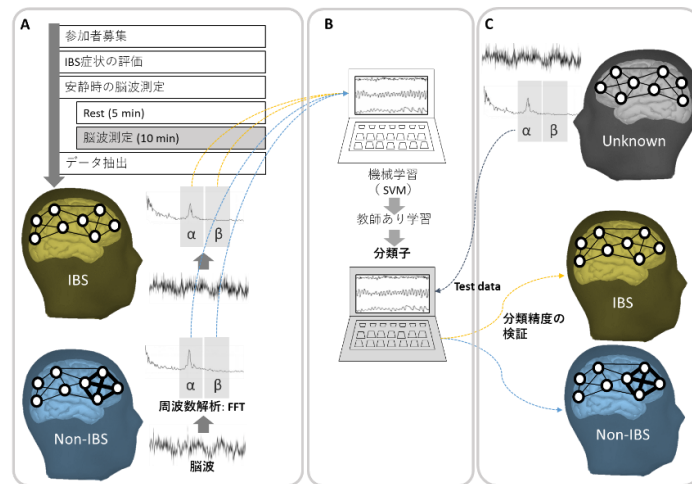 A
参加者募集
IBS症状の評価
安静時の脳波測定
Rest (5 min)
脳波測定 (10 min)
データ抽出
α
β
IBS
α
β
周波数解析: FFT
脳波
Non-IBS
B
機械学習
（ SVM）
教師あり学習
分類子
C
α
β
Unknown
Test data
IBS
分類精度の
検証
Non-IBS